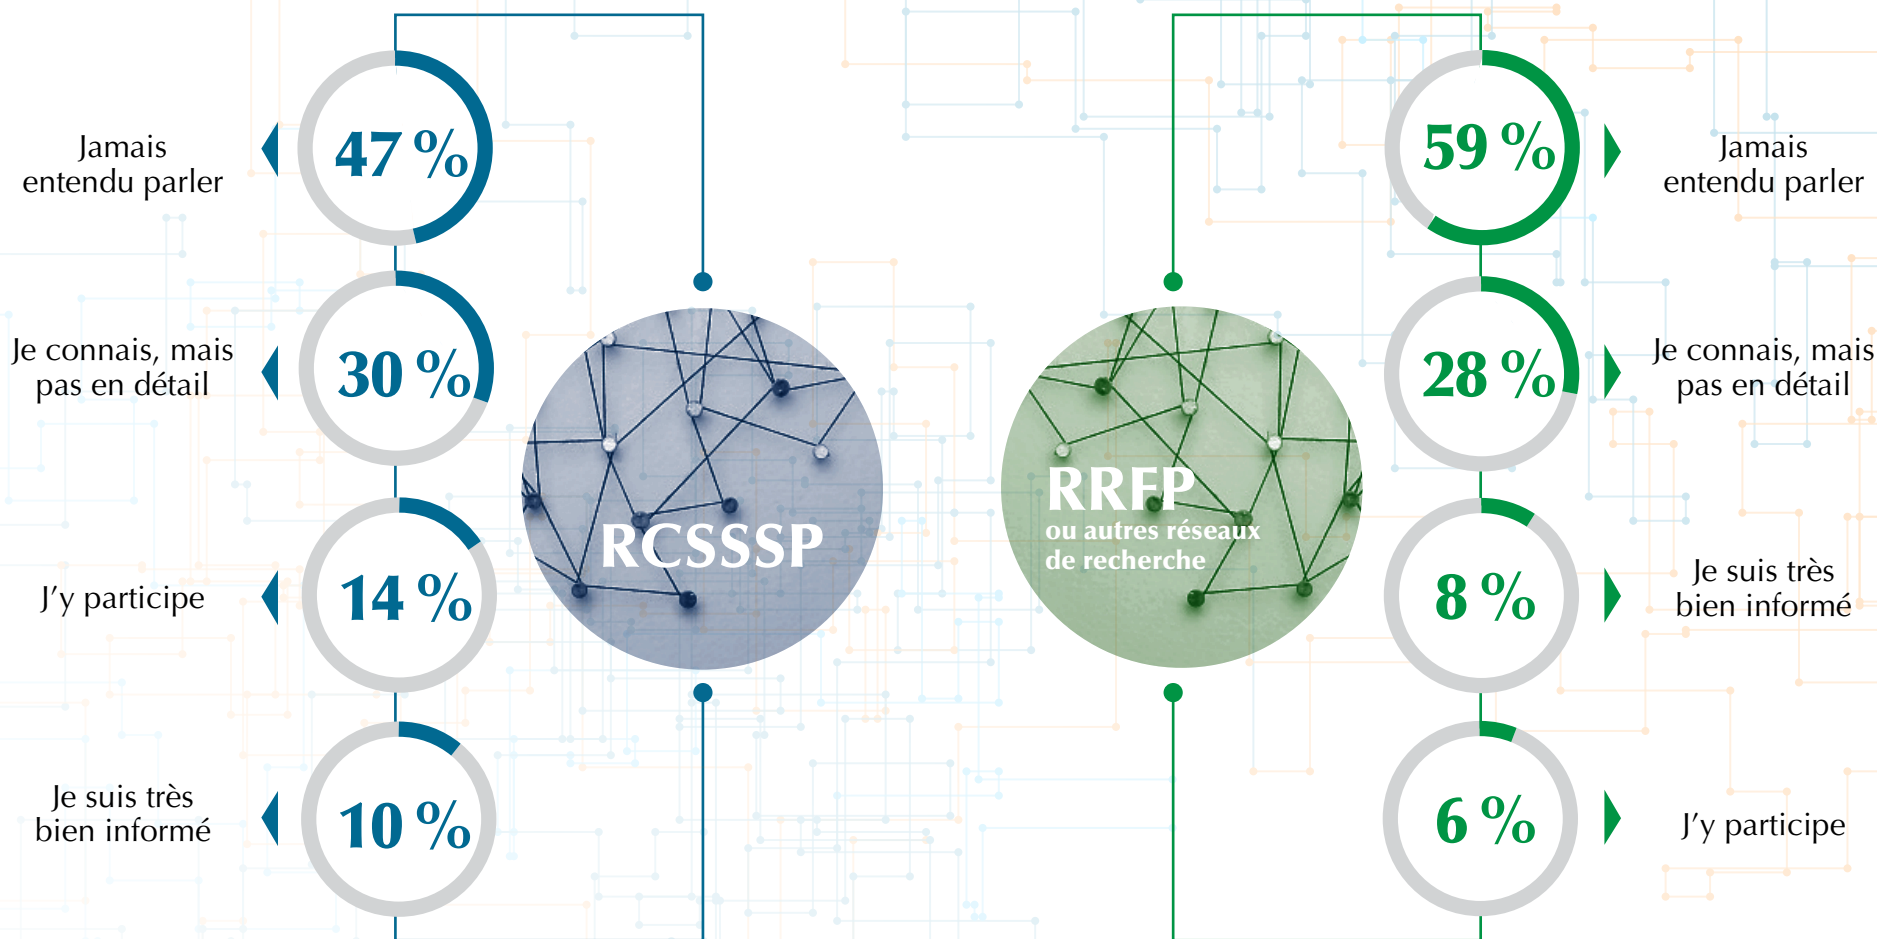 47 %
Jamais
entendu parler
30 %
Je connais, mais
pas en détail
14 %
J’y participe
10 %
Je suis très
bien informé
RCSSSP
RRFP
ou autres réseaux
de recherche
59 %
Jamais
entendu parler
28 %
Je connais, mais
pas en détail
8 %
Je suis très
bien informé
6 %
J’y participe